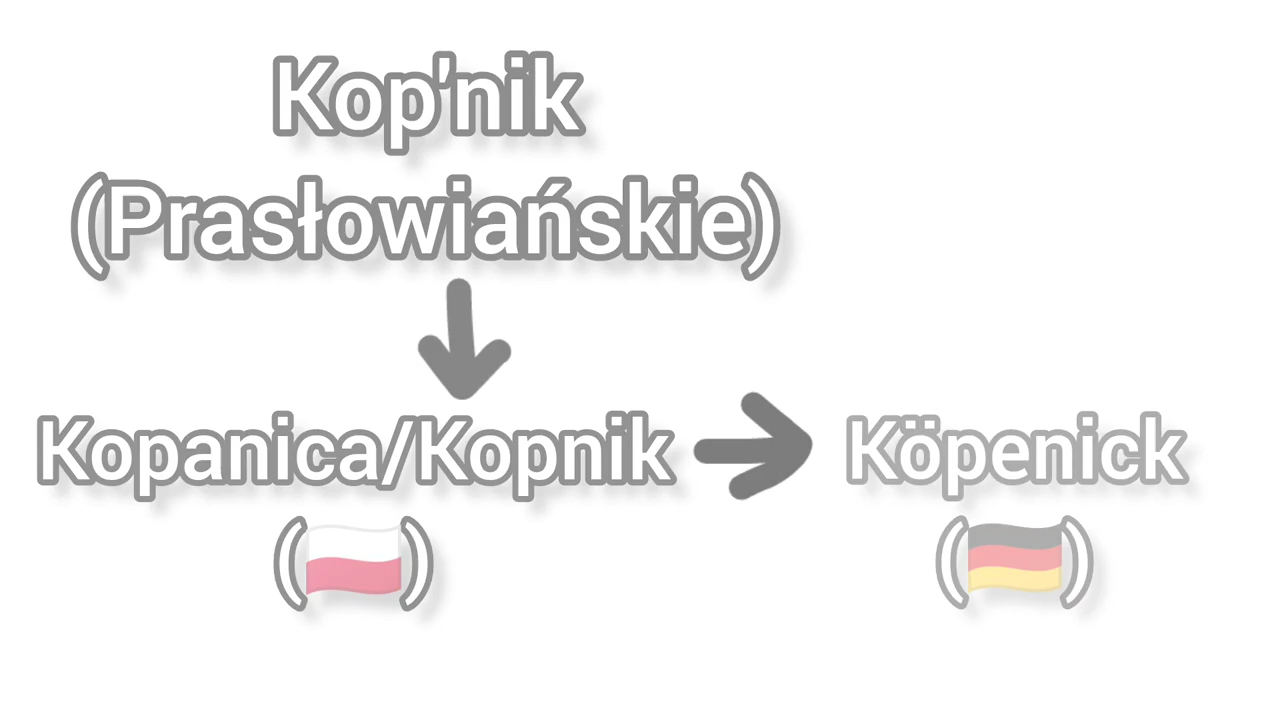 Kop'nik
(Prasłowiańskie)
Kopanica/Kopnik
(🇵🇱)
Köpenick
(🇩🇪)